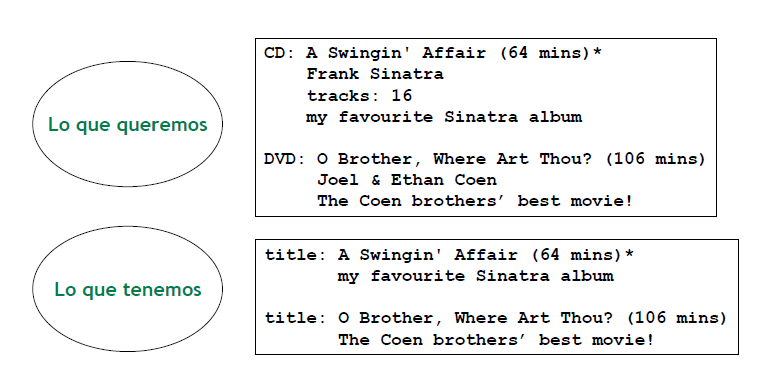 Lo que queremos
CD: A Swingin' Affair (64 mins)*
Frank Sinatra
tracks: 16
my favourite Sinatra album
DVD: O Brother, Where Art Thou? (106 mins)
Joel & Ethan Coen
The Coen brothers’ best movie!
Lo que tenemos
title: A Swingin' Affair (64 mins)*
my favourite Sinatra album
title: O Brother, Where Art Thou? (106 mins)
The Coen brothers’ best movie!